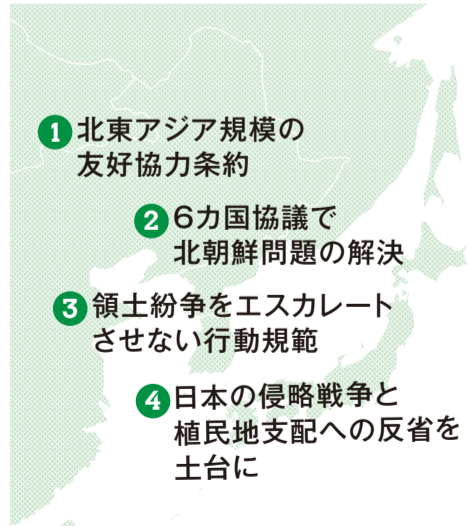 1 北東アジア規模の
友好協力条約
2 6カ国協議で
北朝鮮問題の解決
3 領土紛争をエスカレート
させない行動規範
4 日本の侵略戦争と
植民地支配への反省を
土台に